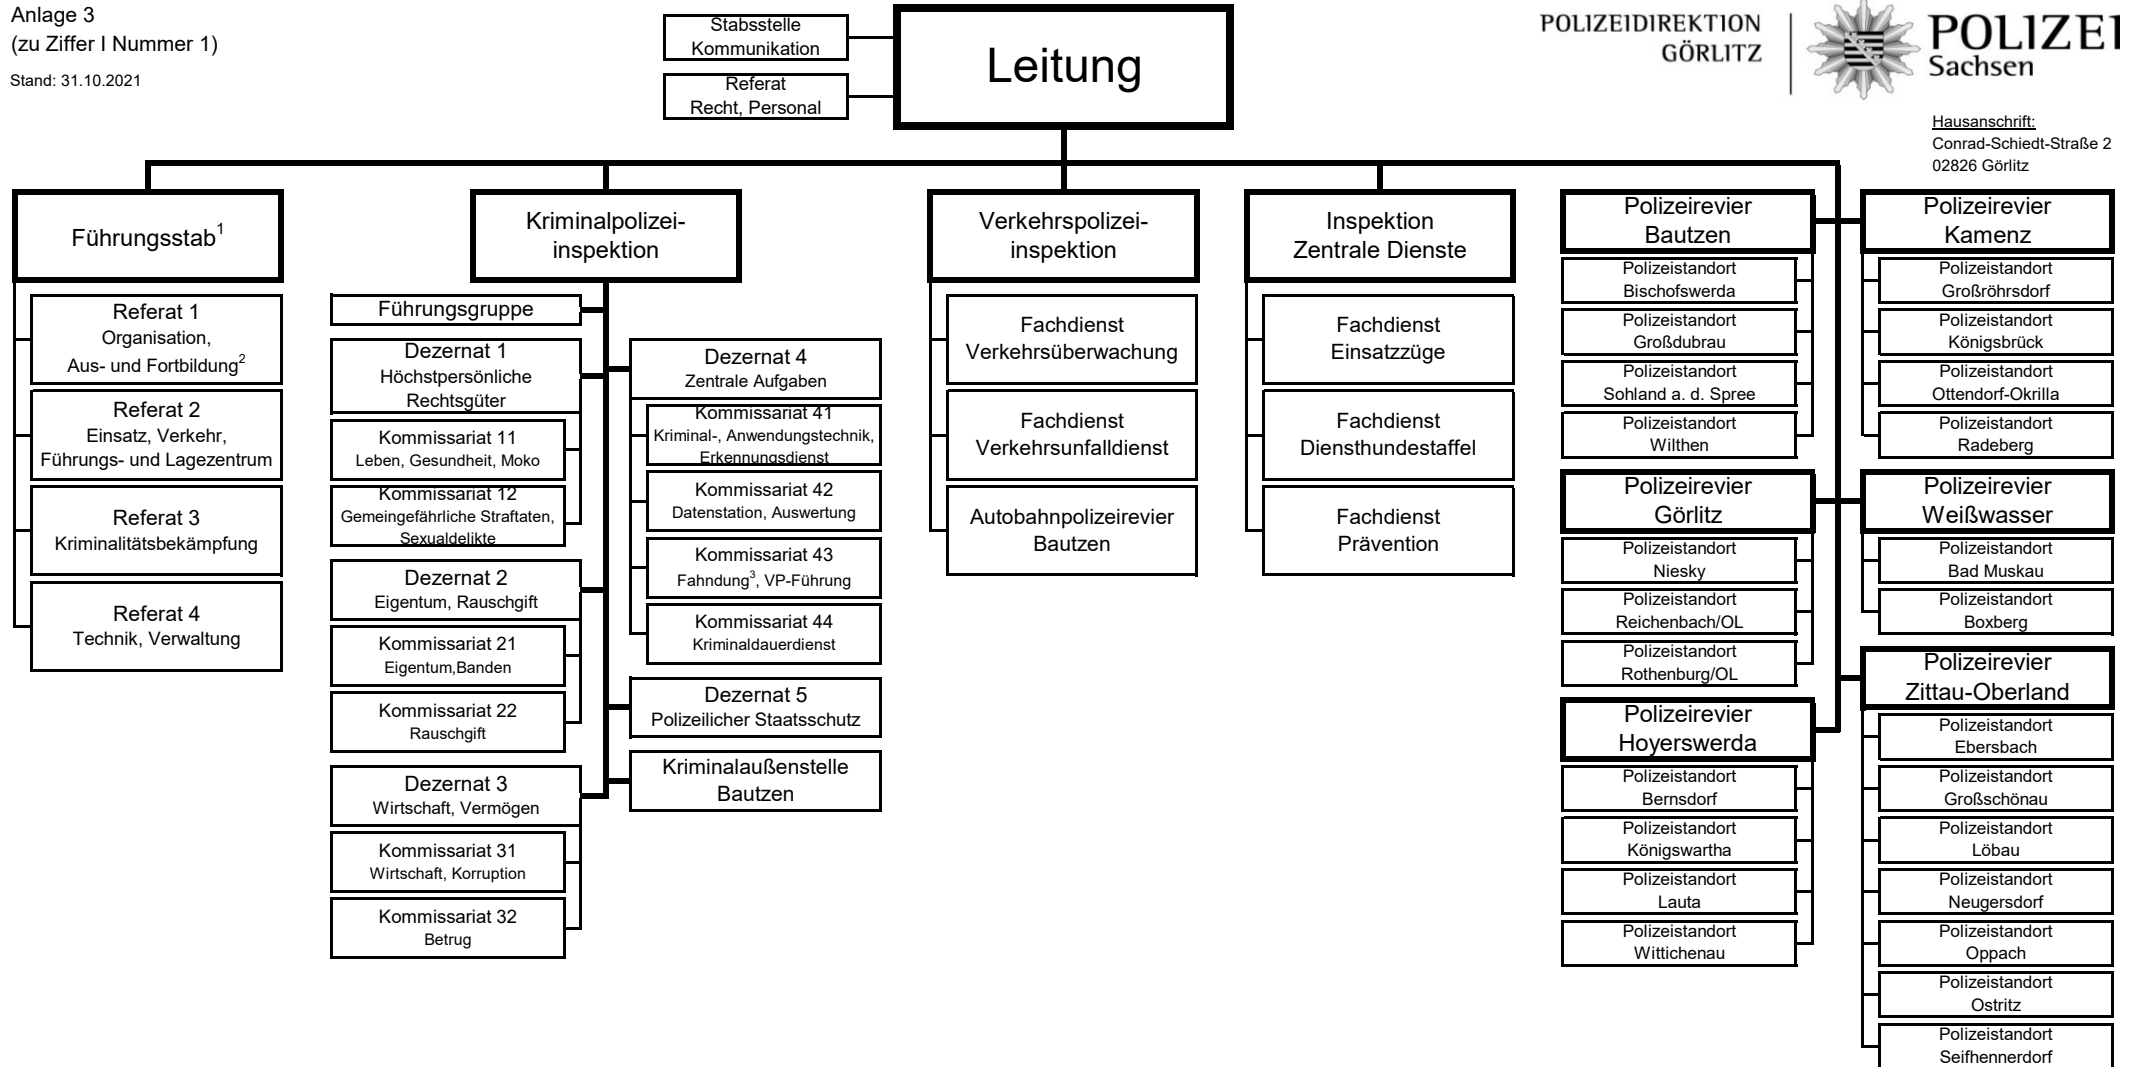 Anlage 3
(zu Ziffer I Nummer 1)
Stand: 31.10.2021
Stabsstelle
Kommunikation
Referat
Recht, Personal
Leitung
POLIZEIDIREKTION
GÖRLITZ
POLIZEI
Sachsen
Hausanschrift:
Conrad-Schiedt-Straße 2
02826 Görlitz
Führungsstab¹
Referat 1
Organisation,
Aus- und Fortbildung²
Referat 2
Einsatz, Verkehr,
Führungs- und Lagezentrum
Referat 3
Kriminalitätsbekämpfung
Referat 4
Technik, Verwaltung
Kriminalpolizei-
inspektion
Führungsgruppe
Dezernat 1
Höchstpersönliche
Rechtsgüter
Kommissariat 11
Leben, Gesundheit, Moko
Kommissariat 12
Gemeingefährliche Straftaten,
Sexualdelikte
Dezernat 2
Eigentum, Rauschgift
Kommissariat 21
Eigentum,Banden
Kommissariat 22
Rauschgift
Dezernat 3
Wirtschaft, Vermögen
Kommissariat 31
Wirtschaft, Korruption
Kommissariat 32
Betrug
Dezernat 4
Zentrale Aufgaben
Kommissariat 41
Kriminal-, Anwendungstechnik,
Erkennungsdienst
Kommissariat 42
Datenstation, Auswertung
Kommissariat 43
Fahndung³, VP-Führung
Kommissariat 44
Kriminaldauerdienst
Dezernat 5
Polizeilicher Staatsschutz
Kriminalaußenstelle
Bautzen
Verkehrspolizei-
inspektion
Fachdienst
Verkehrsüberwachung
Fachdienst
Verkehrsunfalldienst
Autobahnpolizeirevier
Bautzen
Inspektion
Zentrale Dienste
Fachdienst
Einsatzzüge
Fachdienst
Diensthundestaffel
Fachdienst
Prävention
Polizeirevier
Bautzen
Polizeistandort
Bischofswerda
Polizeistandort
Großdubrau
Polizeistandort
Sohland a. d. Spree
Polizeistandort
Wilthen
Polizeirevier
Görlitz
Polizeistandort
Niesky
Polizeistandort
Reichenbach/OL
Polizeistandort
Rothenburg/OL
Polizeirevier
Hoyerswerda
Polizeistandort
Bernsdorf
Polizeistandort
Königswartha
Polizeistandort
Lauta
Polizeistandort
Wittichenau
Polizeirevier
Kamenz
Polizeistandort
Großröhrsdorf
Polizeistandort
Königsbrück
Polizeistandort
Ottendorf-Okrilla
Polizeistandort
Radeberg
Polizeirevier
Weißwasser
Polizeistandort
Bad Muskau
Polizeistandort
Boxberg
Polizeirevier
Zittau-Oberland
Polizeistandort
Ebersbach
Polizeistandort
Großschönau
Polizeistandort
Löbau
Polizeistandort
Neugersdorf
Polizeistandort
Oppach
Polizeistandort
Ostritz
Polizeistandort
Seifhennerdorf